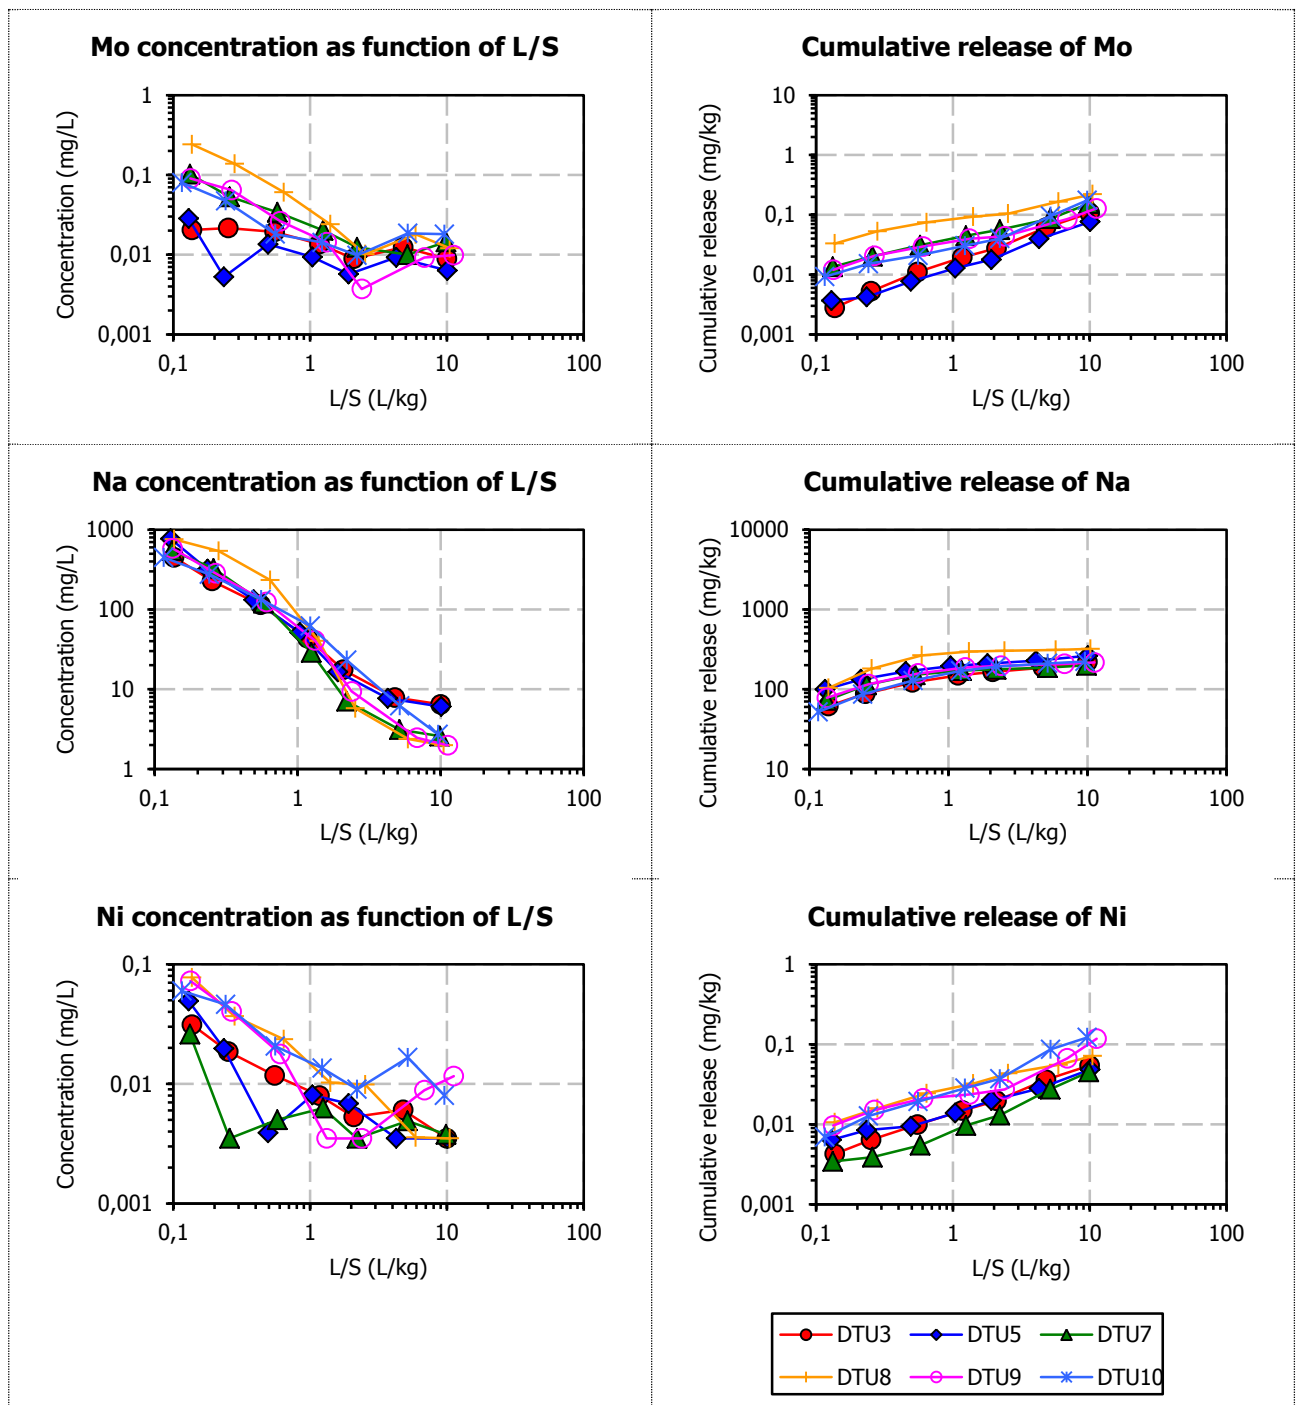 Mo concentration as function of L/S
Concentration (mg/L)
1
0,1
0,01
0,001
0,1
1
10
100
L/S (L/kg)
Cumulative release of Mo
Cumulative release (mg/kg)
10
1
0,1
0,01
0,001
0,1
1
10
100
L/S (L/kg)
Na concentration as function of L/S
Concentration (mg/L)
1000
100
10
1
0,1
1
10
100
L/S (L/kg)
Cumulative release of Na
Cumulative release (mg/kg)
10000
1000
100
10
0,1
1
10
100
L/S (L/kg)
Ni concentration as function of L/S
Concentration (mg/L)
0,1
0,01
0,001
0,1
1
10
100
L/S (L/kg)
Cumulative release of Ni
Cumulative release (mg/kg)
1
0,1
0,01
0,001
0,1
1
10
100
L/S (L/kg)
DTU3 DTU5 DTU7
DTU8 DTU9 DTU10